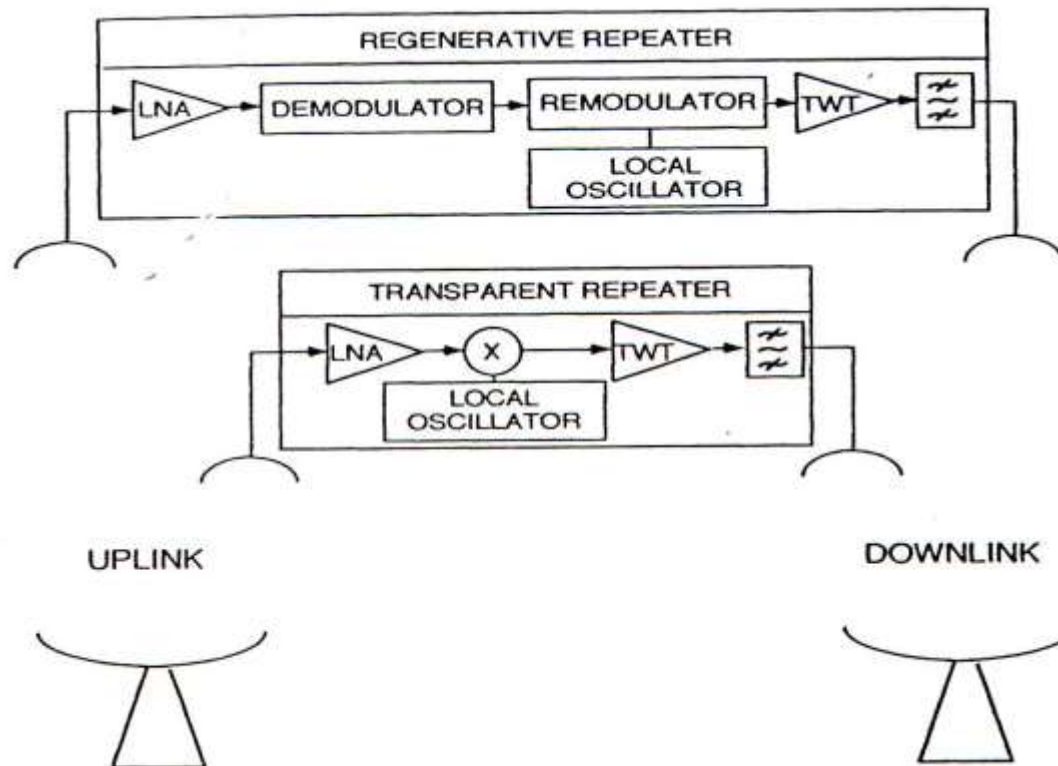 REGENERATIVE REPEATER
LNA
DEMODULATOR
REMODULATOR
TWT
LOCAL
OSCILLATOR
TRANSPARENT REPEATER
LNA
X
TWT
LOCAL
OSCILLATOR
UPLINK
DOWNLINK